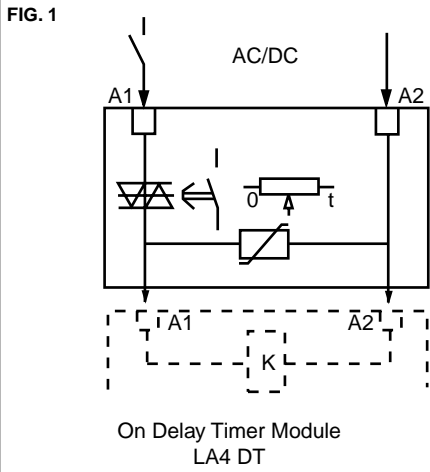 FIG. 1
AC/DC
A1
A2
0
t
A1
A2
K
On Delay Timer Module
LA4 DT